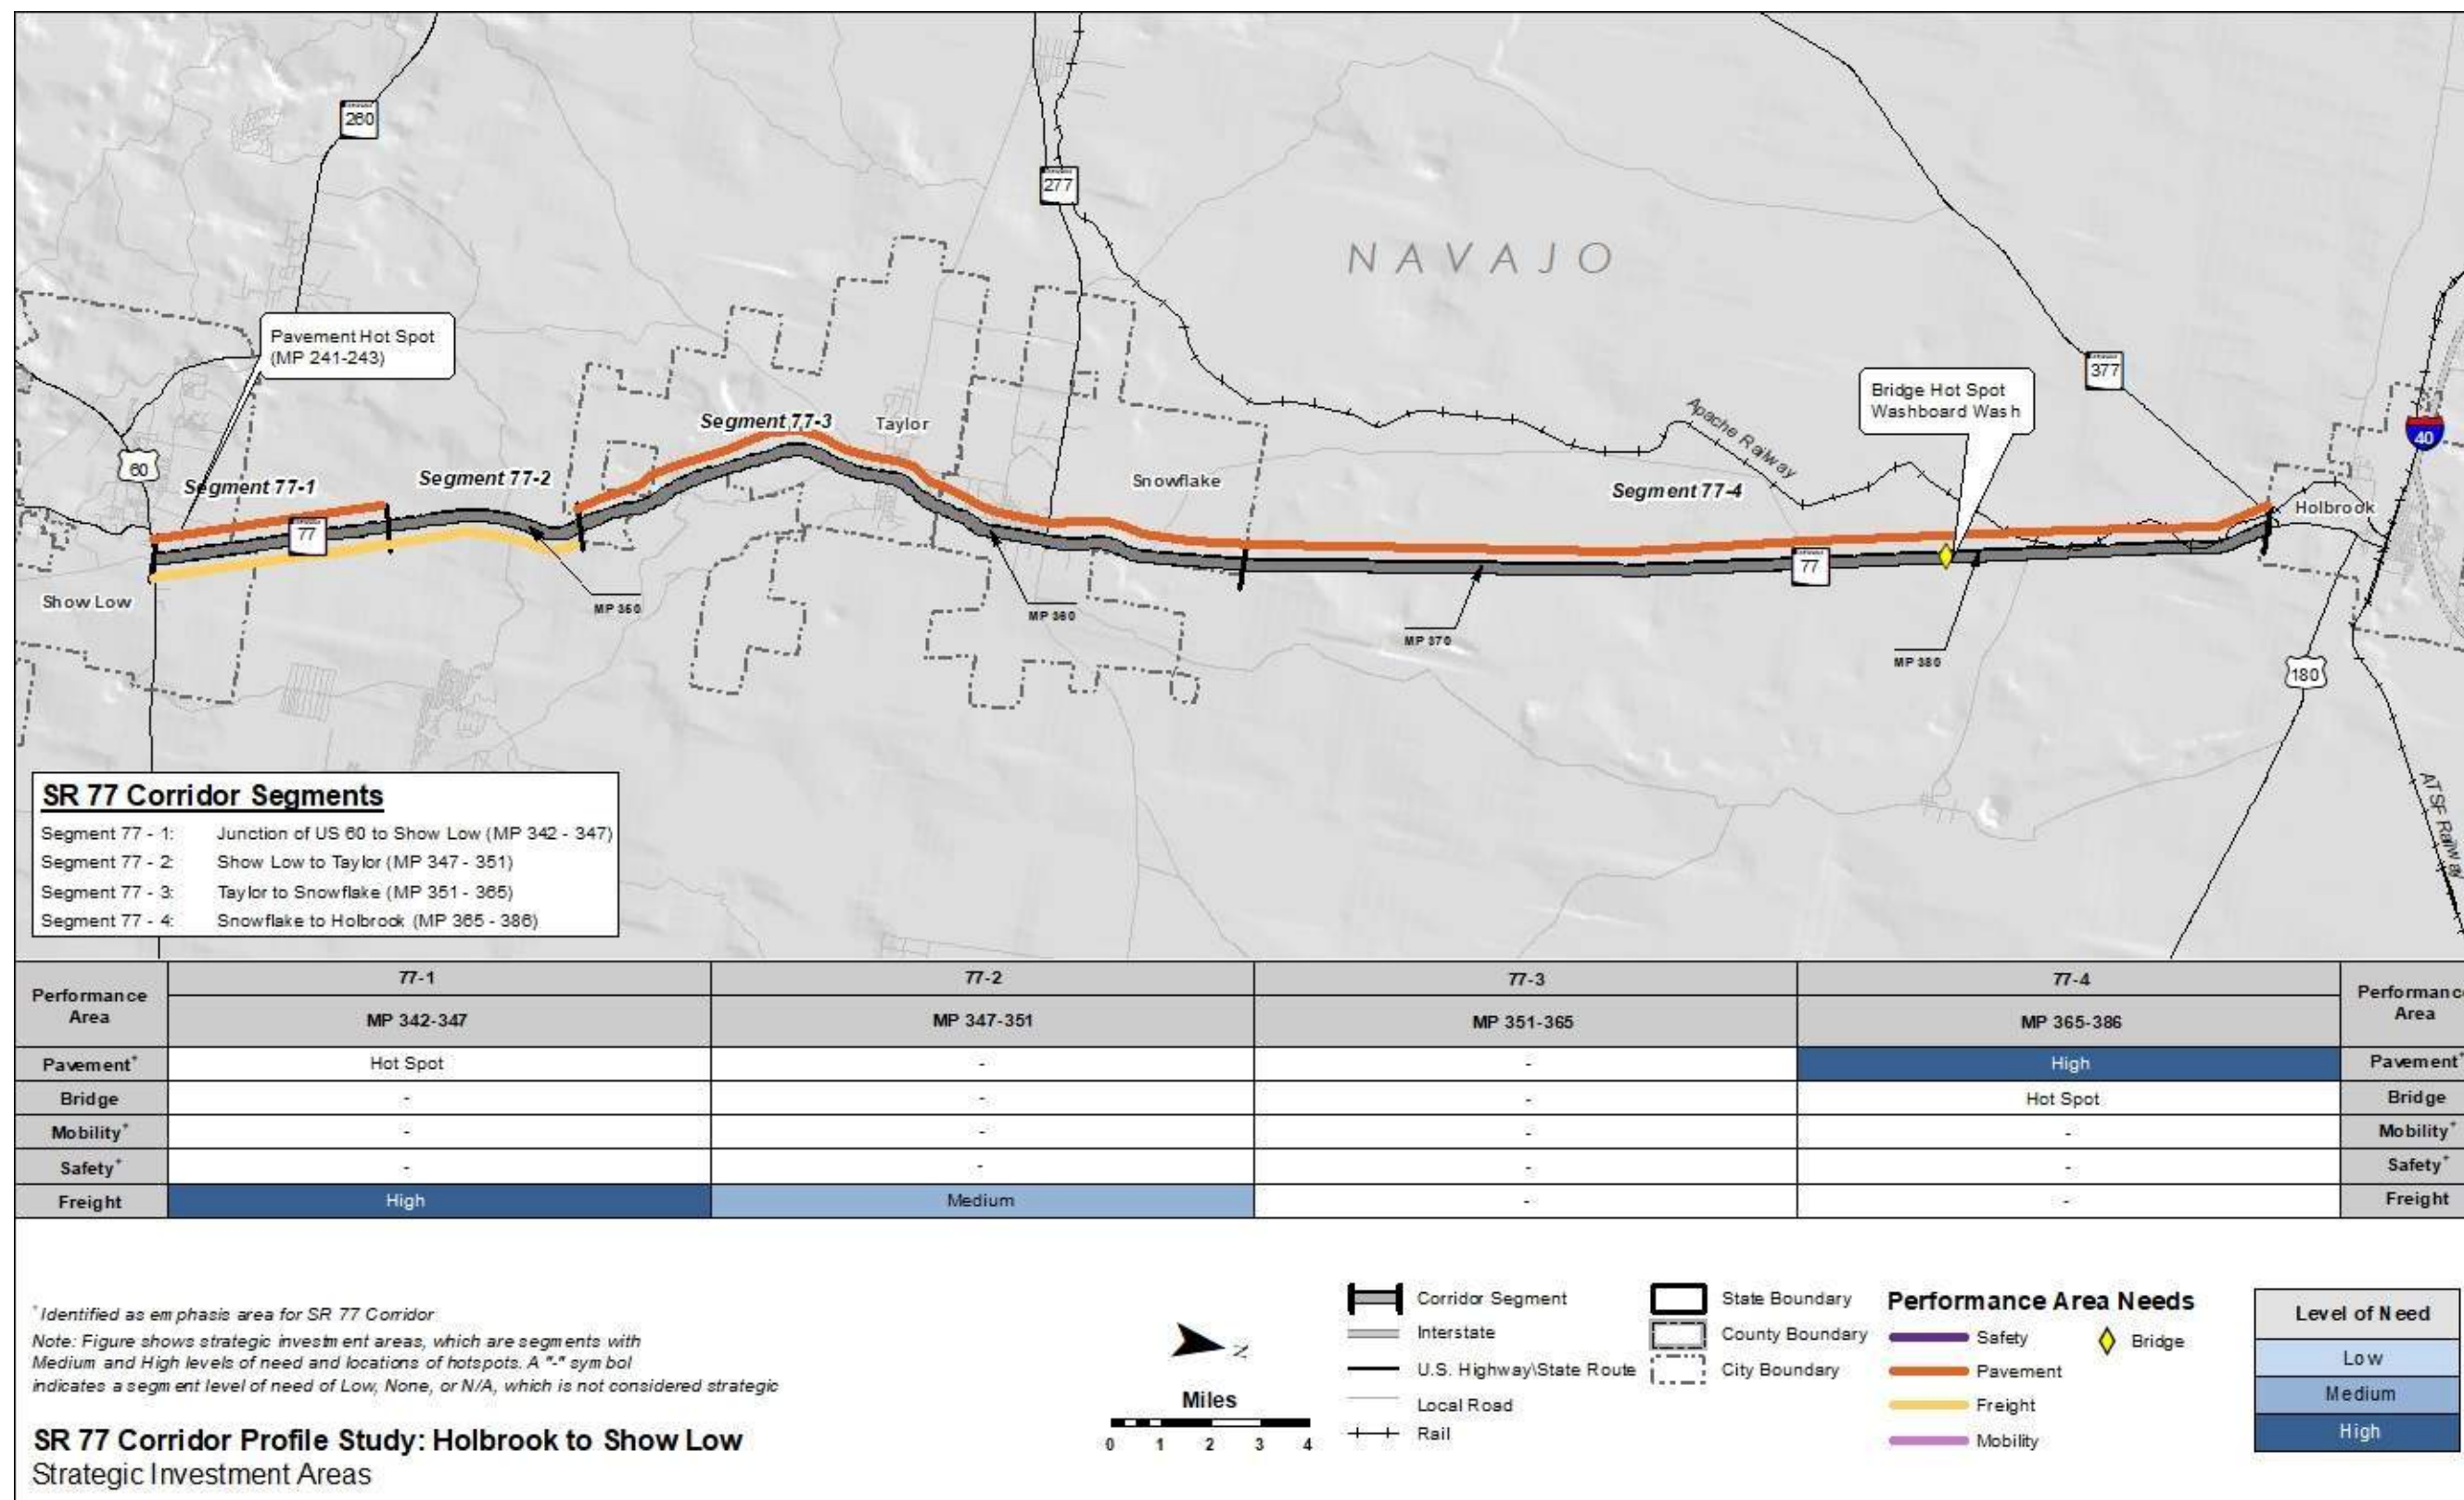 260
277
NAVAJO
Pavement Hot Spot
(MP 241-243)
377
Bridge Hot Spot
Washboard Wash
Apache Railway
Segment 77-3
Taylor
40
60
Segment 77-1
Segment 77-2
Snowflake
Segment 77-4
Holbrook
77
77
Show Low
MP 350
MP 360
MP 370
MP 380
180
ATSF Railway
SR 77 Corridor Segments
Segment 77 - 1: Junction of US 60 to Show Low (MP 342 - 347)
Segment 77 - 2: Show Low to Taylor (MP 347 - 351)
Segment 77 - 3: Taylor to Snowflake (MP 351 - 365)
Segment 77 - 4: Snowflake to Holbrook (MP 365 - 386)
Performance Area 77-1 77-2 77-3 77-4 Performance Area
MP 342-347 MP 347-351 MP 351-365 MP 365-386
Pavement+ Hot Spot - - High Pavement+
Bridge - - - Hot Spot Bridge
Mobility+ - - - - Mobility+
Safety+ - - - - Safety+
Freight High Medium - - Freight
+ Identified as emphasis area for SR 77 Corridor
Note: Figure shows strategic investment areas, which are segments with
Medium and High levels of need and locations of hotspots. A "-" symbol
indicates a segment level of need of Low, None, or N/A, which is not considered strategic
SR 77 Corridor Profile Study: Holbrook to Show Low
Strategic Investment Areas
N
Miles
0 1 2 3 4
Corridor Segment
Interstate
U.S. Highway\State Route
Local Road
Rail
State Boundary
County Boundary
City Boundary
Performance Area Needs
Safety
Pavement
Freight
Mobility
Bridge
Level of Need
Low
Medium
High